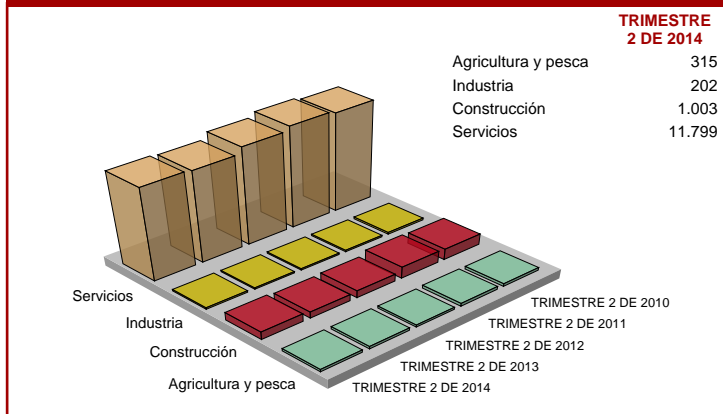 TRIMESTRE
2 DE 2014
Agricultura y pesca 315
Industria 202
Construcción 1.003
Servicios 11.799
Servicios
Industria
Construcción
Agricultura y pesca
TRIMESTRE 2 DE 2010
TRIMESTRE 2 DE 2011
TRIMESTRE 2 DE 2012
TRIMESTRE 2 DE 2013
TRIMESTRE 2 DE 2014